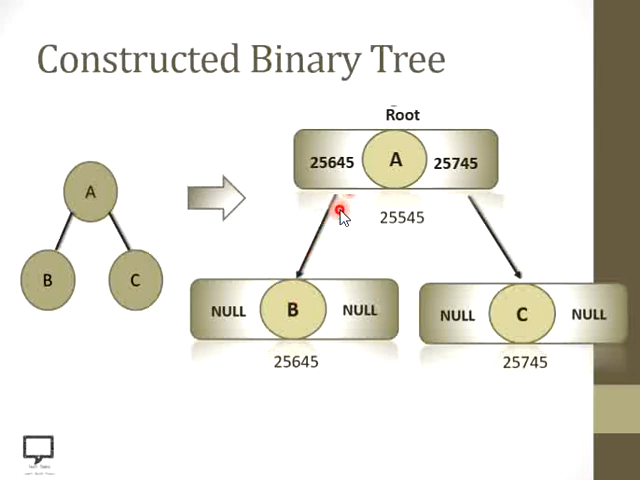 Constructed Binary Tree
Root
25645 A 25745
25545
A
B C
NULL B NULL
25645
NULL C NULL
25745